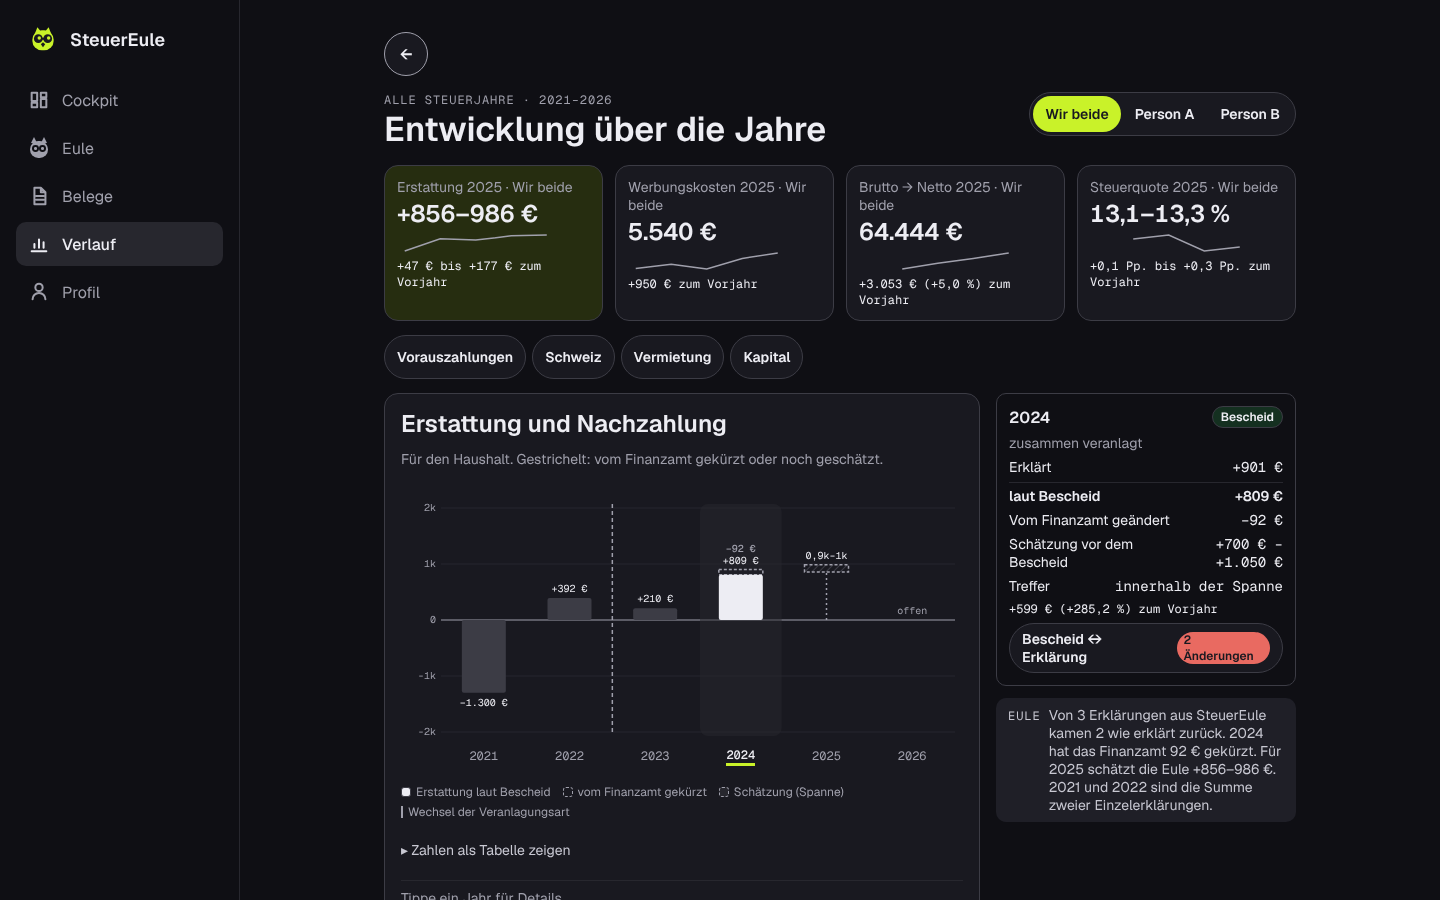 SteuerEule
Cockpit
Eule
Belege
Verlauf
Profil
ALLE STEUERJAHRE · 2021–2026
Entwicklung über die Jahre
Wir beide
Person A
Person B
Erstattung 2025 · Wir beide
+856–986 €
+47 € bis +177 € zum
Vorjahr
Werbungskosten 2025 · Wir
beide
5.540 €
+950 € zum Vorjahr
Brutto → Netto 2025 · Wir
beide
64.444 €
+3.053 € (+5,0 %) zum
Vorjahr
Steuerquote 2025 · Wir beide
13,1–13,3 %
+0,1 Pp. bis +0,3 Pp. zum
Vorjahr
Vorauszahlungen
Schweiz
Vermietung
Kapital
Erstattung und Nachzahlung
Für den Haushalt. Gestrichelt: vom Finanzamt gekürzt oder noch geschätzt.
2k
1k
0
-1k
-2k
−1.300 €
+392 €
+210 €
−92 €
+809 €
0,9k–1k
offen
2021
2022
2023
2024
2025
2026
Erstattung laut Bescheid
vom Finanzamt gekürzt
Schätzung (Spanne)
Wechsel der Veranlagungsart
▸ Zahlen als Tabelle zeigen
Tippe ein Jahr für Details.
2024
Bescheid
zusammen veranlagt
Erklärt +901 €
laut Bescheid +809 €
Vom Finanzamt geändert −92 €
Schätzung vor dem +700 € –
Bescheid +1.050 €
Treffer innerhalb der Spanne
+599 € (+285,2 %) zum Vorjahr
Bescheid ↔
Erklärung
2
Änderungen
EULE
Von 3 Erklärungen aus SteuerEule
kamen 2 wie erklärt zurück. 2024
hat das Finanzamt 92 € gekürzt. Für
2025 schätzt die Eule +856–986 €.
2021 und 2022 sind die Summe
zweier Einzelerklärungen.